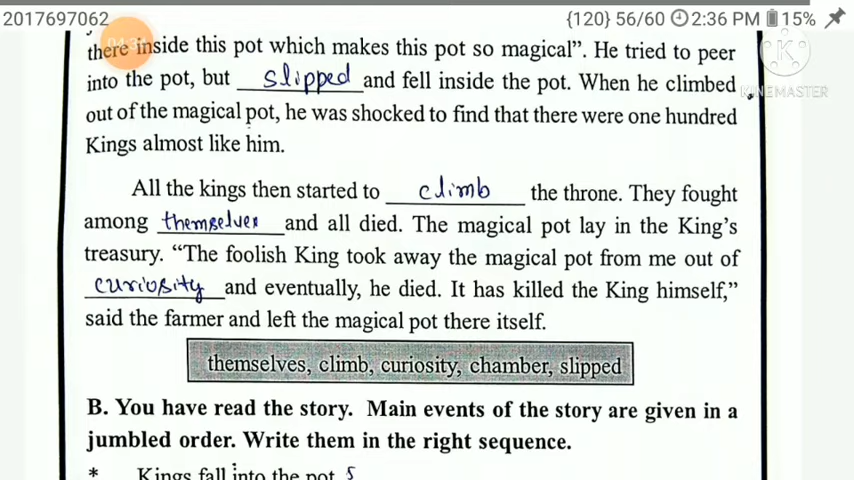 2017697062 {120} 56/60 2:36 PM 15%
KINEMASTER
there inside this pot which makes this pot so magical”. He tried to peer
into the pot, but slipped and fell inside the pot. When he climbed
out of the magical pot, he was shocked to find that there were one hundred
Kings almost like him.
All the kings then started to climb the throne. They fought
among themselves and all died. The magical pot lay in the King’s
treasury. “The foolish King took away the magical pot from me out of
curiosity and eventually, he died. It has killed the King himself,”
said the farmer and left the magical pot there itself.
themselves, climb, curiosity, chamber, slipped
B. You have read the story. Main events of the story are given in a
jumbled order. Write them in the right sequence.
* Kings fall into the pot 5